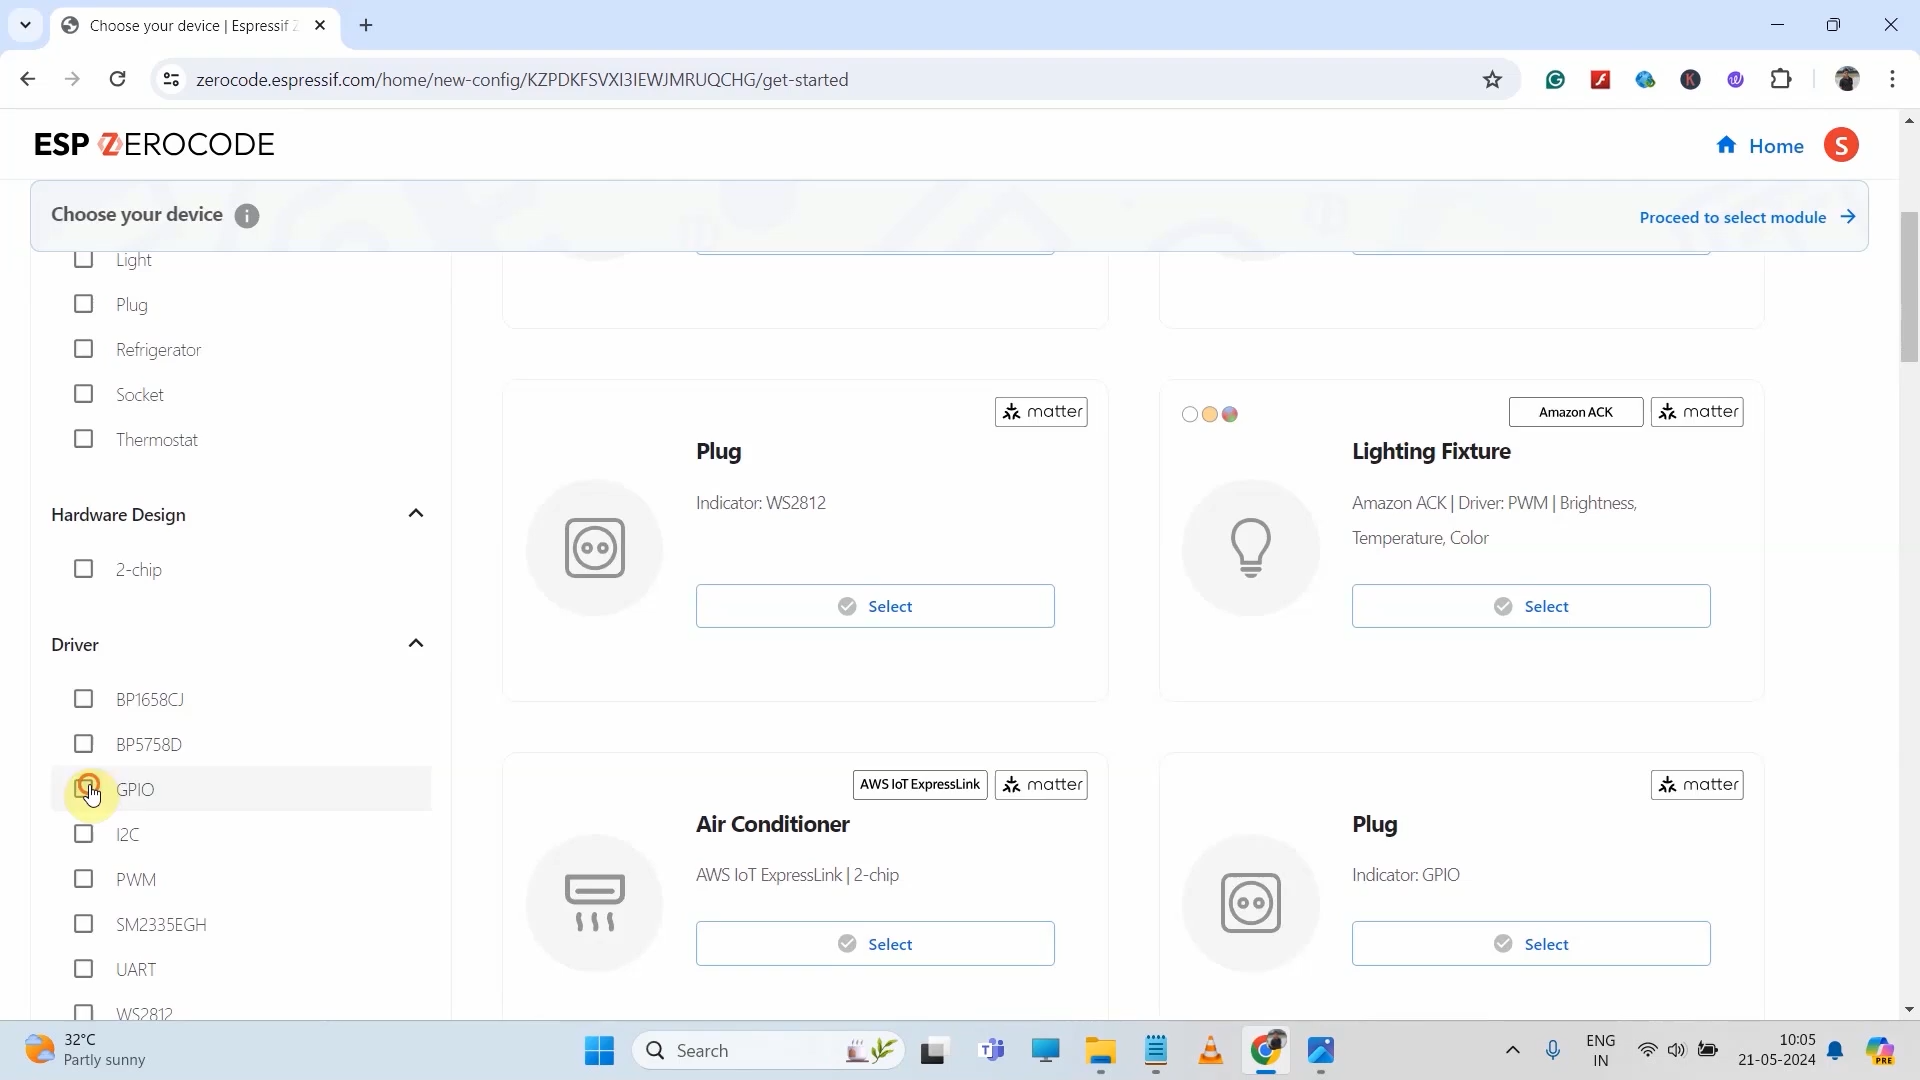 Choose your device | Espressif Z
zerocode.espressif.com/home/new-config/KZPDKFSVXI3IEWJMRUQCHG/get-started
ESP ZEROCODE
Home
S
Choose your device
Proceed to select module
Light
Plug
Refrigerator
Socket
Thermostat
Hardware Design
2-chip
Driver
BP1658CJ
BP5758D
GPIO
I2C
PWM
SM2335EGH
UART
WS2812
matter
Plug
Indicator: WS2812
Select
Amazon ACK
matter
Lighting Fixture
Amazon ACK | Driver: PWM | Brightness,
Temperature, Color
Select
AWS IoT ExpressLink
matter
Air Conditioner
AWS IoT ExpressLink | 2-chip
Select
matter
Plug
Indicator: GPIO
Select
32°C
Partly sunny
Search
ENG
IN
10:05
21-05-2024
PRE